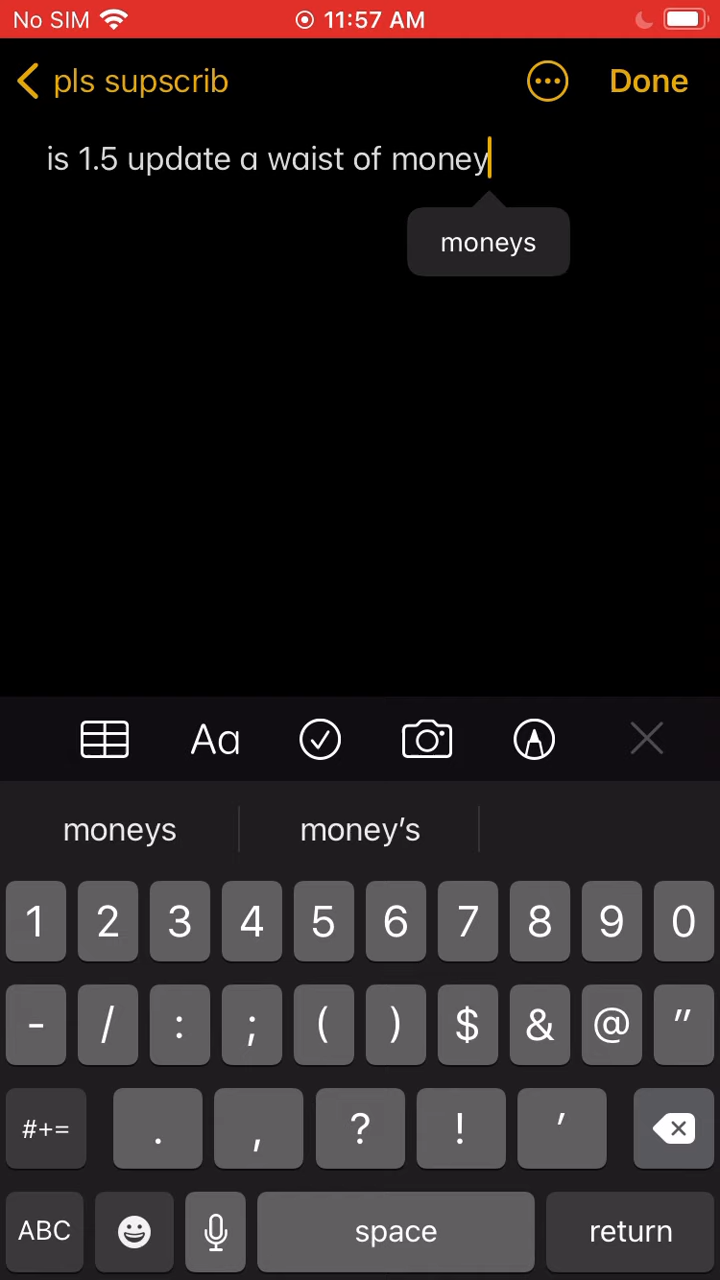 No SIM 11:57 AM
pls supscrib Done
is 1.5 update a waist of money
moneys
Aa
moneys money’s
1 2 3 4 5 6 7 8 9 0
- / : ; ( ) $ & @ "
#+= . , ? ! '
ABC space return